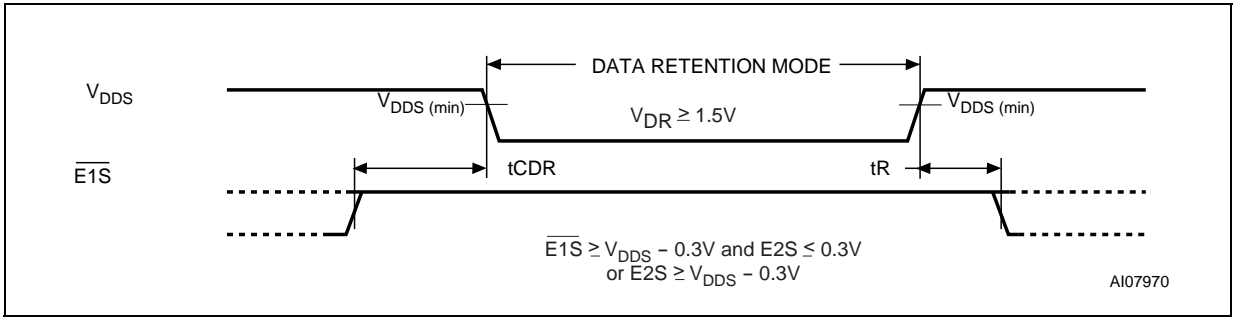 DATA RETENTION MODE
VDDS
VDDS (min)
VDR ≥ 1.5V
VDDS (min)
E1S
tCDR
tR
E1S ≥ VDDS – 0.3V and E2S ≤ 0.3V
or E2S ≥ VDDS – 0.3V
AI07970